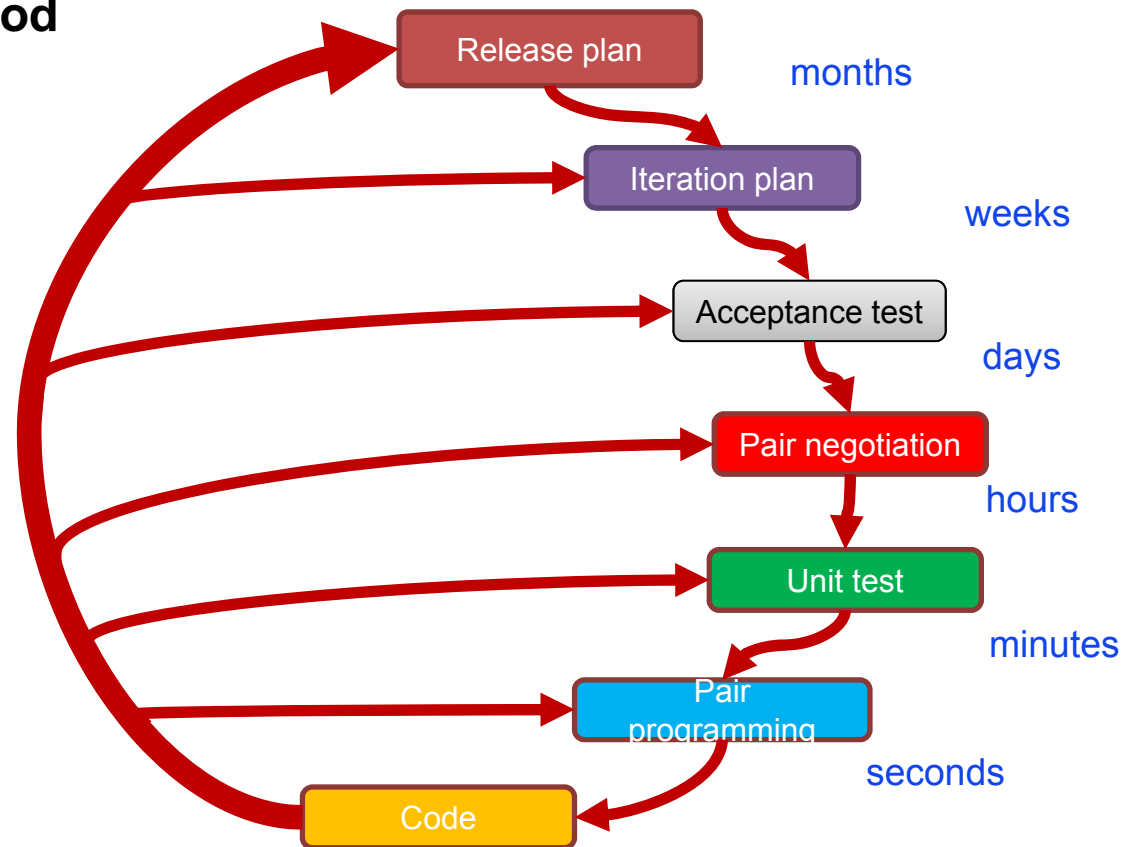 od
Release plan
months
Iteration plan
weeks
Acceptance test
days
Pair negotiation
hours
Unit test
minutes
Pair
programming
seconds
Code